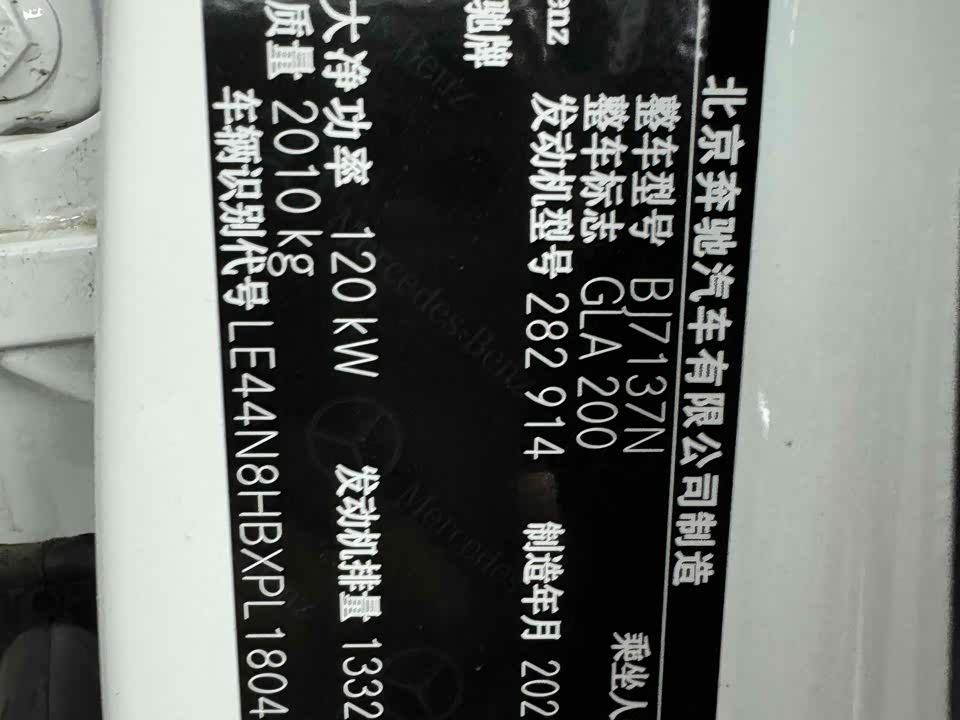 北京奔驰汽车有限公司制造
整车型号 BJ7137N 乘坐人
整车标志 GLA 200
enz 发动机型号 282 914 制造年月 202
驰牌
大净功率 120 kW 发动机排量 1332
质量 2010 kg
车辆识别代号 LE44N8HBXPL1804
Mercedes-Benz